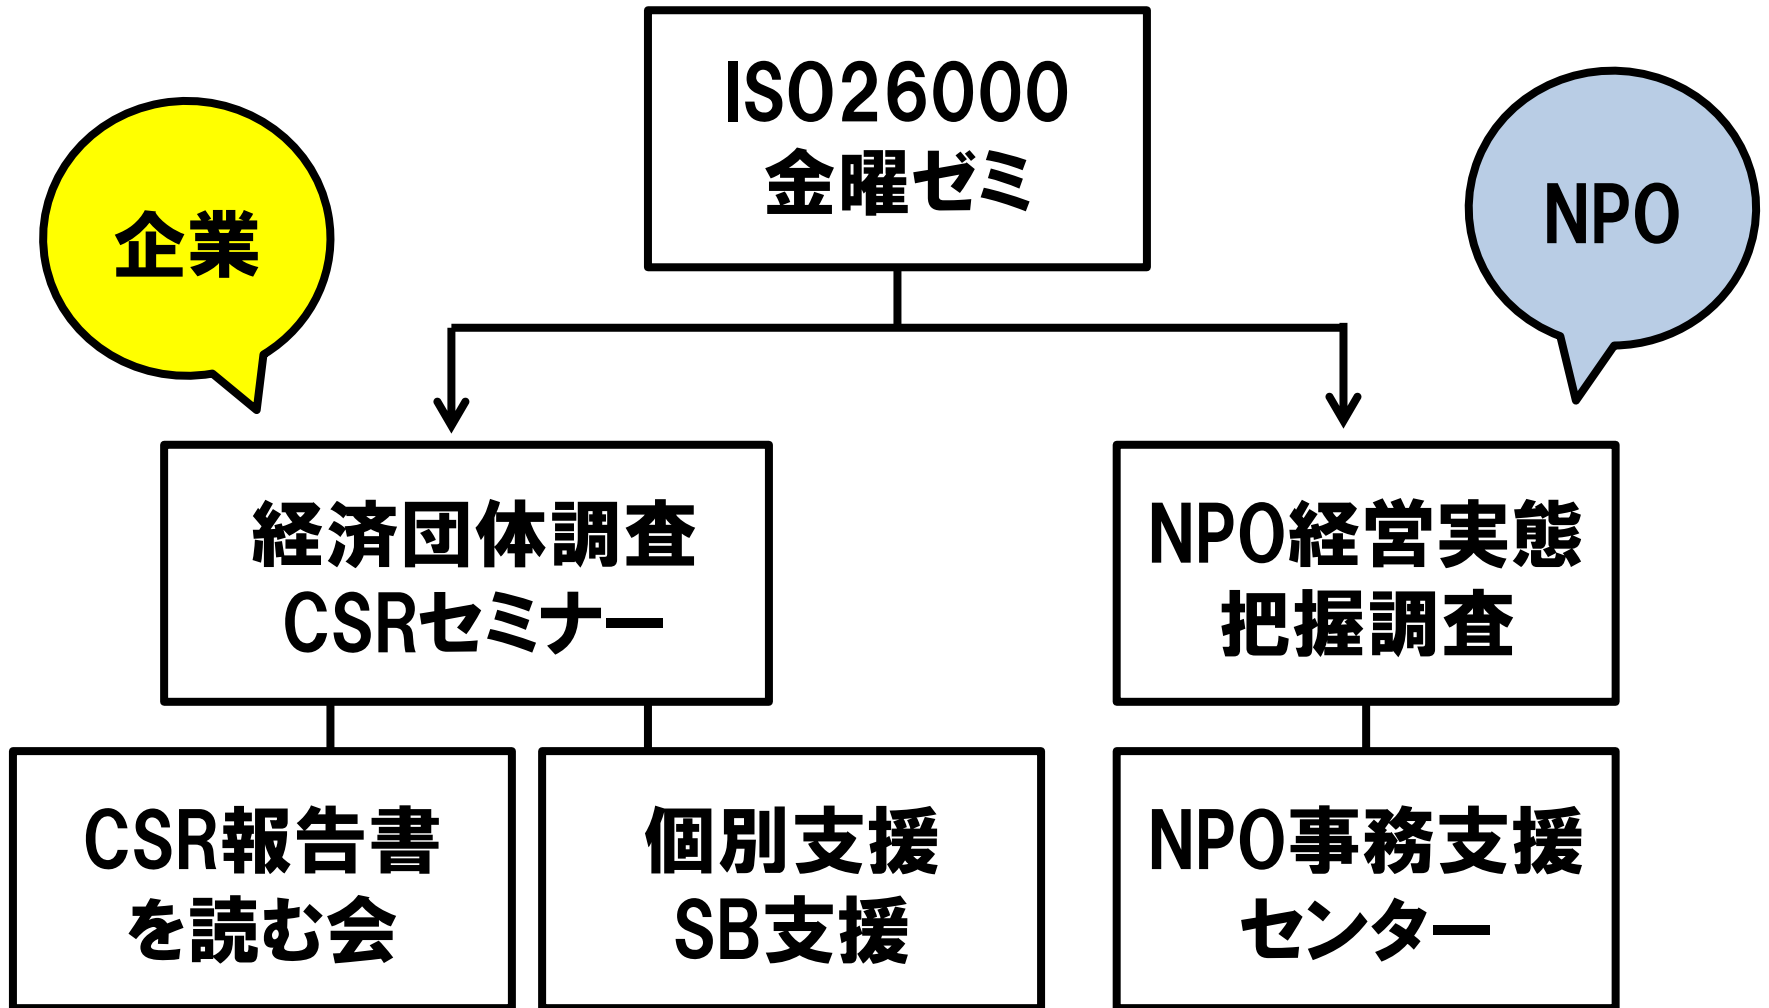 ISO26000
金曜ゼミ
企業
NPO
経済団体調査
CSRセミナー
NPO経営実態
把握調査
CSR報告書
を読む会
個別支援
SB支援
NPO事務支援
センター